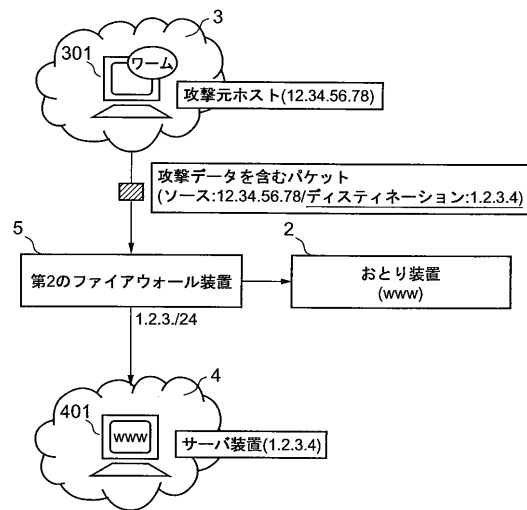 3
301
ワーム
攻撃元ホスト(12.34.56.78)
攻撃データを含むパケット
(ソース:12.34.56.78/ディスティネーション:1.2.3.4)
5
第2のファイアウォール装置
2
おとり装置
(www)
1.2.3./24
4
401
www
サーバ装置(1.2.3.4)